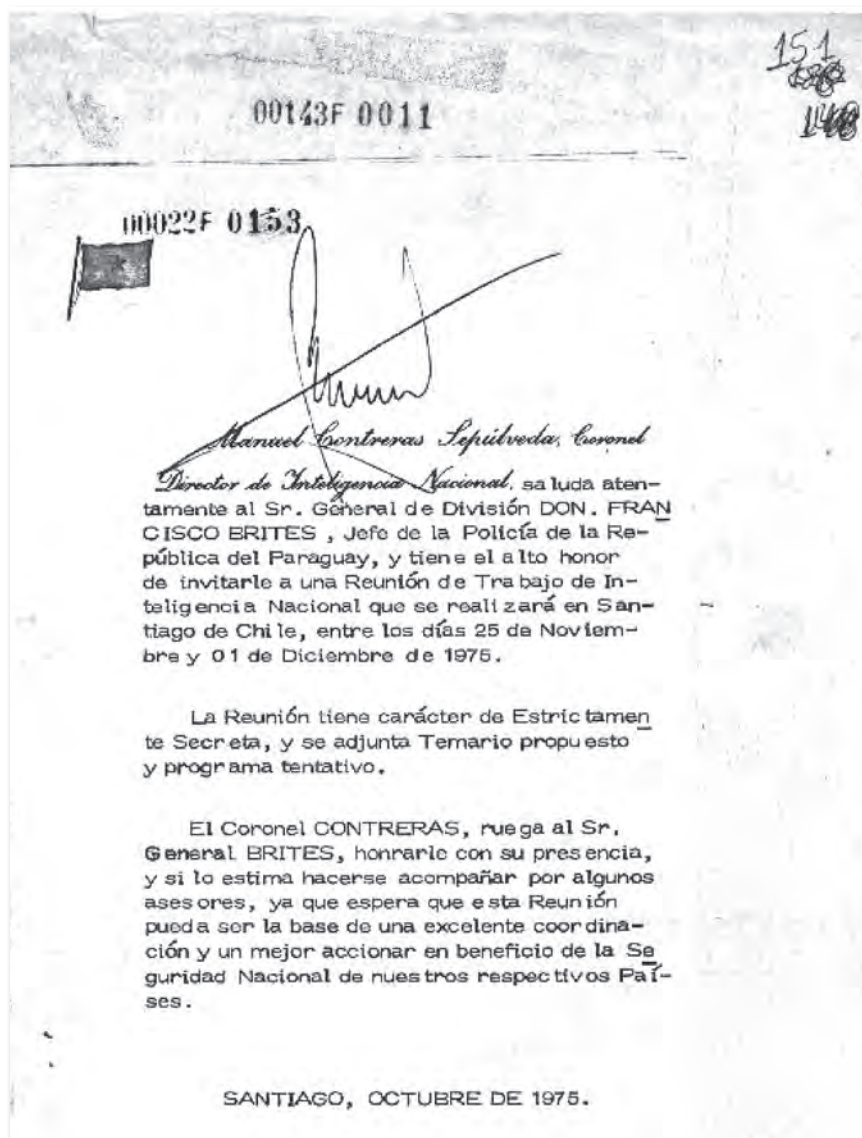 151
00143F 0011
00022F 0153
Manuel Contreras Sepúlveda, Coronel
Director de Inteligencia Nacional, saluda aten-
tamente al Sr. General de División DON. FRAN
CISCO BRITES , Jefe de la Policía de la Re-
pública del Paraguay, y tiene el alto honor
de invitarle a una Reunión de Trabajo de In-
teligencia Nacional que se realizará en San-
tiago de Chile, entre los días 25 de Noviem-
bre y 01 de Diciembre de 1975.
La Reunión tiene carácter de Estrictamen
te Secreta, y se adjunta Temario propuesto
y programa tentativo.
El Coronel CONTRERAS, ruega al Sr.
General BRITES, honrarle con su presencia,
y si lo estima hacerse acompañar por algunos
asesores, ya que espera que esta Reunión
pueda ser la base de una excelente coordina-
ción y un mejor accionar en beneficio de la Se
guridad Nacional de nuestros respectivos Paí-
ses.
SANTIAGO, OCTUBRE DE 1975.